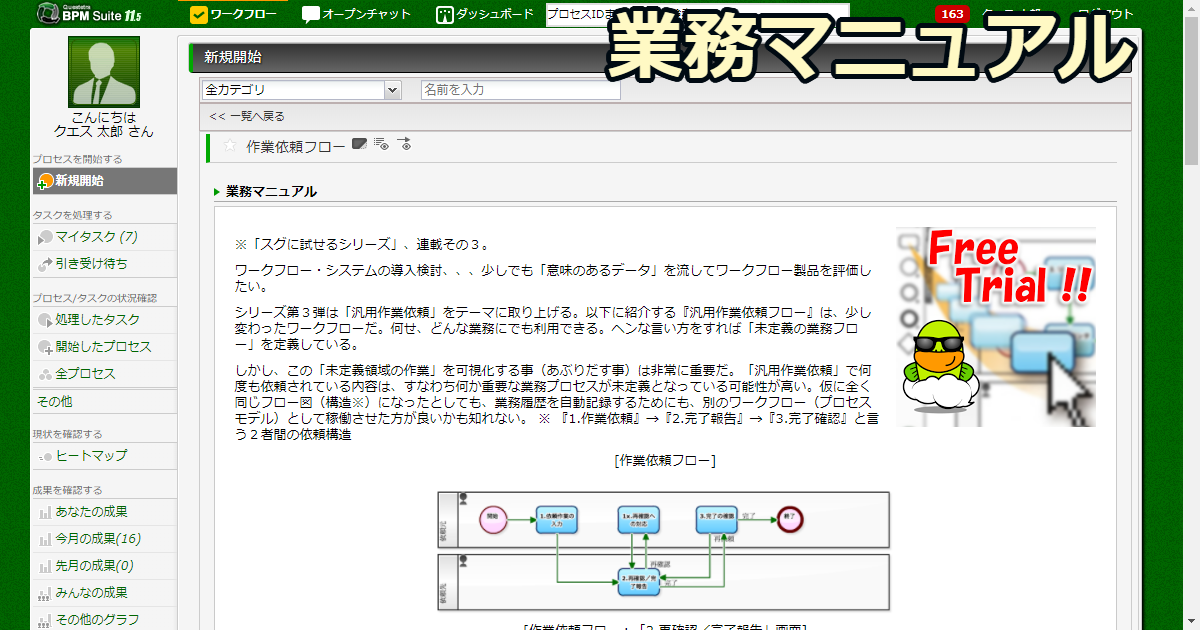 Questetra
BPM Suite 11.5
ワークフロー
オープンチャット
ダッシュボード
プロセスIDま
163
業務マニュアル
新規開始
全カテゴリ
名前を入力
<< 一覧へ戻る
作業依頼フロー
こんにちは
クエス 太郎 さん
プロセスを開始する
新規開始
タスクを処理する
マイタスク (7)
引き受け待ち
プロセス/タスクの状況確認
処理したタスク
開始したプロセス
全プロセス
その他
現状を確認する
ヒートマップ
成果を確認する
あなたの成果
今月の成果(16)
先月の成果(0)
みんなの成果
その他のグラフ
業務マニュアル
※「スグに試せるシリーズ」、連載その３。
ワークフロー・システムの導入検討、、、少しでも「意味のあるデータ」を流してワークフロー製品を評価し
たい。
シリーズ第３弾は「汎用作業依頼」をテーマに取り上げる。以下に紹介する『汎用作業依頼フロー』は、少し
変わったワークフローだ。何せ、どんな業務にでも利用できる。ヘンな言い方をすれば「未定義の業務フロ
ー」を定義している。
しかし、この「未定義領域の作業」を可視化する事（あぶりだす事）は非常に重要だ。「汎用作業依頼」で何
度も依頼されている内容は、すなわち何か重要な業務プロセスが未定義となっている可能性が高い。仮に全く
同じフロー図（構造※）になったとしても、業務履歴を自動記録するためにも、別のワークフロー（プロセス
モデル）として稼働させた方が良いかも知れない。 ※ 『1.作業依頼』→『2.完了報告』→『3.完了確認』と言
う２者間の依頼構造
Free
Trial !!
[作業依頼フロー]
依頼元
開始
1.依頼作業の
入力
1x.再確認へ
の対応
3.完了の確認
完了
終了
再依頼
再確認
依頼先
2.再確認／完
了報告
完了
[作業依頼フロー：「2.再確認／完了報告」画面]